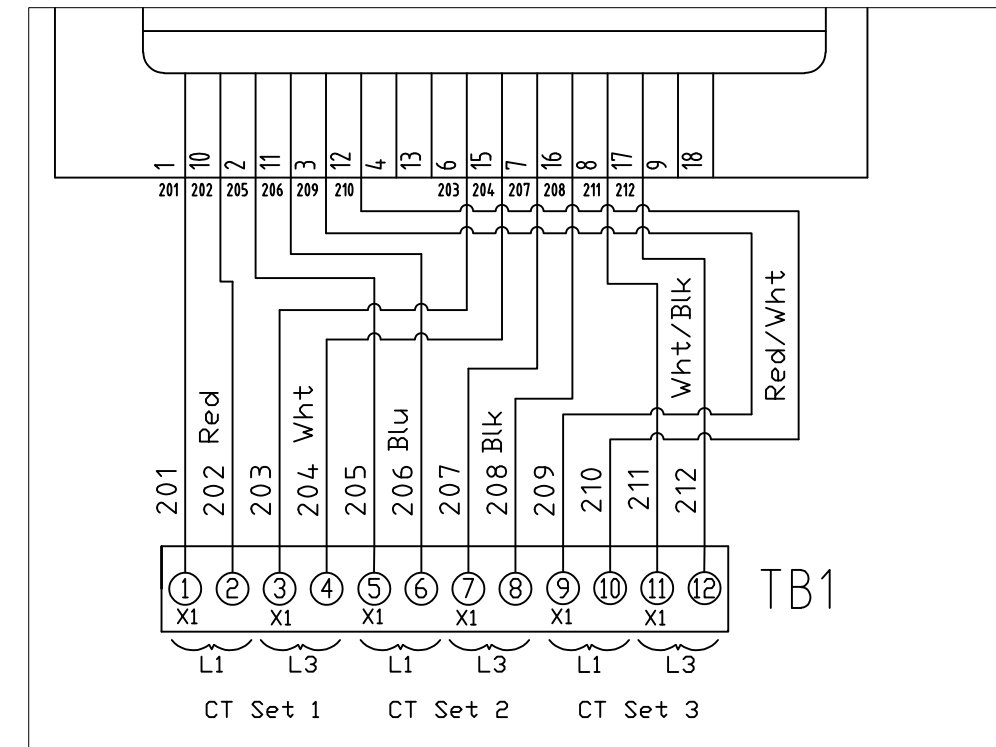 1 10 2 11 3 12 4 13 6 15 7 16 8 17 9 18
201 202 205 206 209 210 203 204 207 208 211 212
Red Wht Blu Blk Wht/Blk Red/Wht
201 202 203 204 205 206 207 208 209 210 211 212
1 2 3 4 5 6 7 8 9 10 11 12 TB1
X1 X1 X1 X1 X1 X1
L1 L3 L1 L3 L1 L3
CT Set 1 CT Set 2 CT Set 3